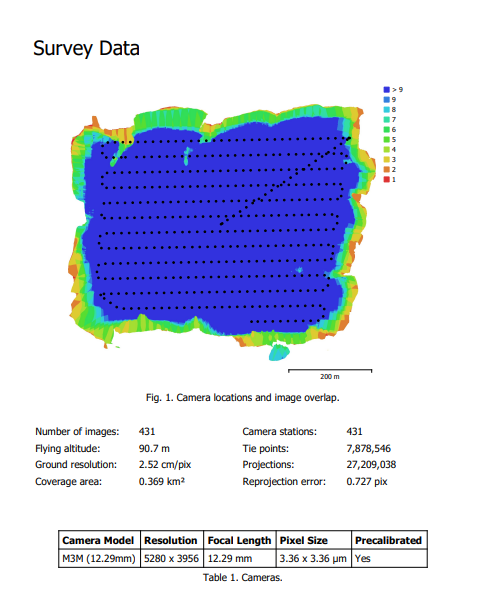 Survey Data
> 9
9
8
7
6
5
4
3
2
1
200 m
Fig. 1. Camera locations and image overlap.
Number of images: 431 Camera stations: 431
Flying altitude: 90.7 m Tie points: 7,878,546
Ground resolution: 2.52 cm/pix Projections: 27,209,038
Coverage area: 0.369 km² Reprojection error: 0.727 pix
Camera Model Resolution Focal Length Pixel Size Precalibrated
M3M (12.29mm) 5280 x 3956 12.29 mm 3.36 x 3.36 μm Yes
Table 1. Cameras.